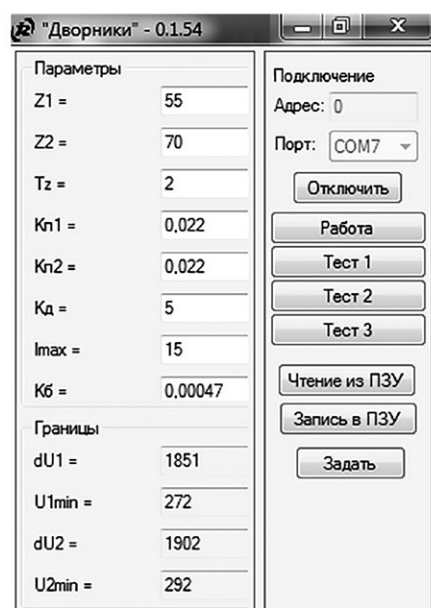 "Дворники" - 0.1.54
Параметры
Z1 = 55
Z2 = 70
Tz = 2
Кп1 = 0,022
Кп2 = 0,022
Кд = 5
Imax = 15
Кб = 0,00047
Границы
dU1 = 1851
U1min = 272
dU2 = 1902
U2min = 292
Подключение
Адрес: 0
Порт: COM7
Отключить
Работа
Тест 1
Тест 2
Тест 3
Чтение из ПЗУ
Запись в ПЗУ
Задать